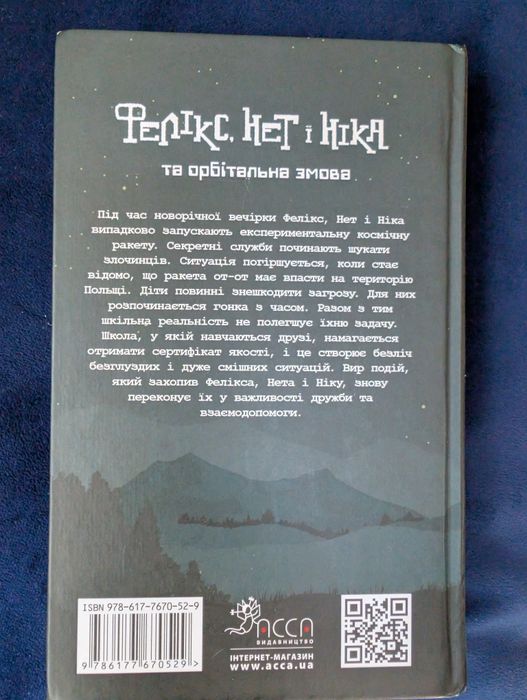 Фелікс, Нет і Ніка
та орбітальна змова
Під час новорічної вечірки Фелікс, Нет і Ніка
випадково запускають експериментальну космічну
ракету. Секретні служби починають шукати
злочинців. Ситуація погіршується, коли стає
відомо, що ракета от-от має впасти на територію
Польщі. Діти повинні знешкодити загрозу. Для них
розпочинається гонка з часом. Разом з тим
шкільна реальність не полегшує їхню задачу.
Школа, у якій навчаються друзі, намагається
отримати сертифікат якості, і це створює безліч
безглуздих і дуже смішних ситуацій. Вир подій,
який захопив Фелікса, Нета і Ніку, знову
переконує їх у важливості дружби та
взаємодопомоги.
ISBN 978-617-7670-52-9
9 786177 670529 >
АССА
ВИДАВНИЦТВО
ІНТЕРНЕТ-МАГАЗИН
www.acca.ua